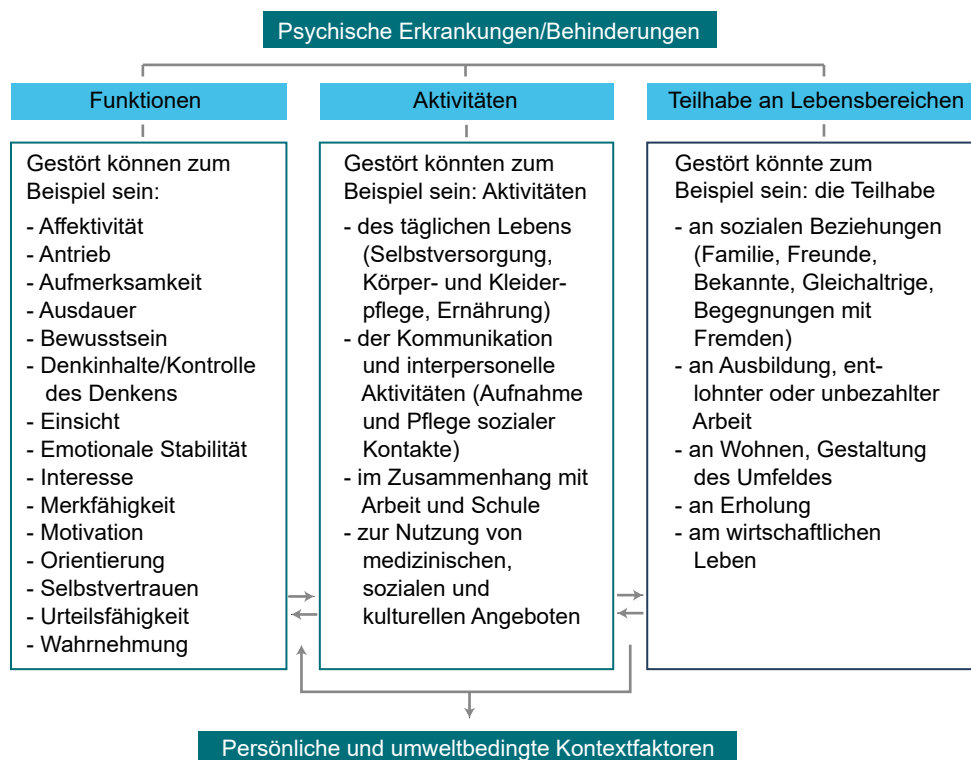 Psychische Erkrankungen/Behinderungen
Funktionen
Gestört können zum
Beispiel sein:
- Affektivität
- Antrieb
- Aufmerksamkeit
- Ausdauer
- Bewusstsein
- Denkinhalte/Kontrolle
des Denkens
- Einsicht
- Emotionale Stabilität
- Interesse
- Merkfähigkeit
- Motivation
- Orientierung
- Selbstvertrauen
- Urteilsfähigkeit
- Wahrnehmung
Aktivitäten
Gestört könnten zum
Beispiel sein: Aktivitäten
- des täglichen Lebens
(Selbstversorgung,
Körper- und Kleider-
pflege, Ernährung)
- der Kommunikation
und interpersonelle
Aktivitäten (Aufnahme
und Pflege sozialer
Kontakte)
- im Zusammenhang mit
Arbeit und Schule
- zur Nutzung von
medizinischen,
sozialen und
kulturellen Angeboten
Teilhabe an Lebensbereichen
Gestört könnte zum
Beispiel sein: die Teilhabe
- an sozialen Beziehungen
(Familie, Freunde,
Bekannte, Gleichaltrige,
Begegnungen mit
Fremden)
- an Ausbildung, ent-
lohnter oder unbezahlter
Arbeit
- an Wohnen, Gestaltung
des Umfeldes
- an Erholung
- am wirtschaftlichen
Leben
Persönliche und umweltbedingte Kontextfaktoren